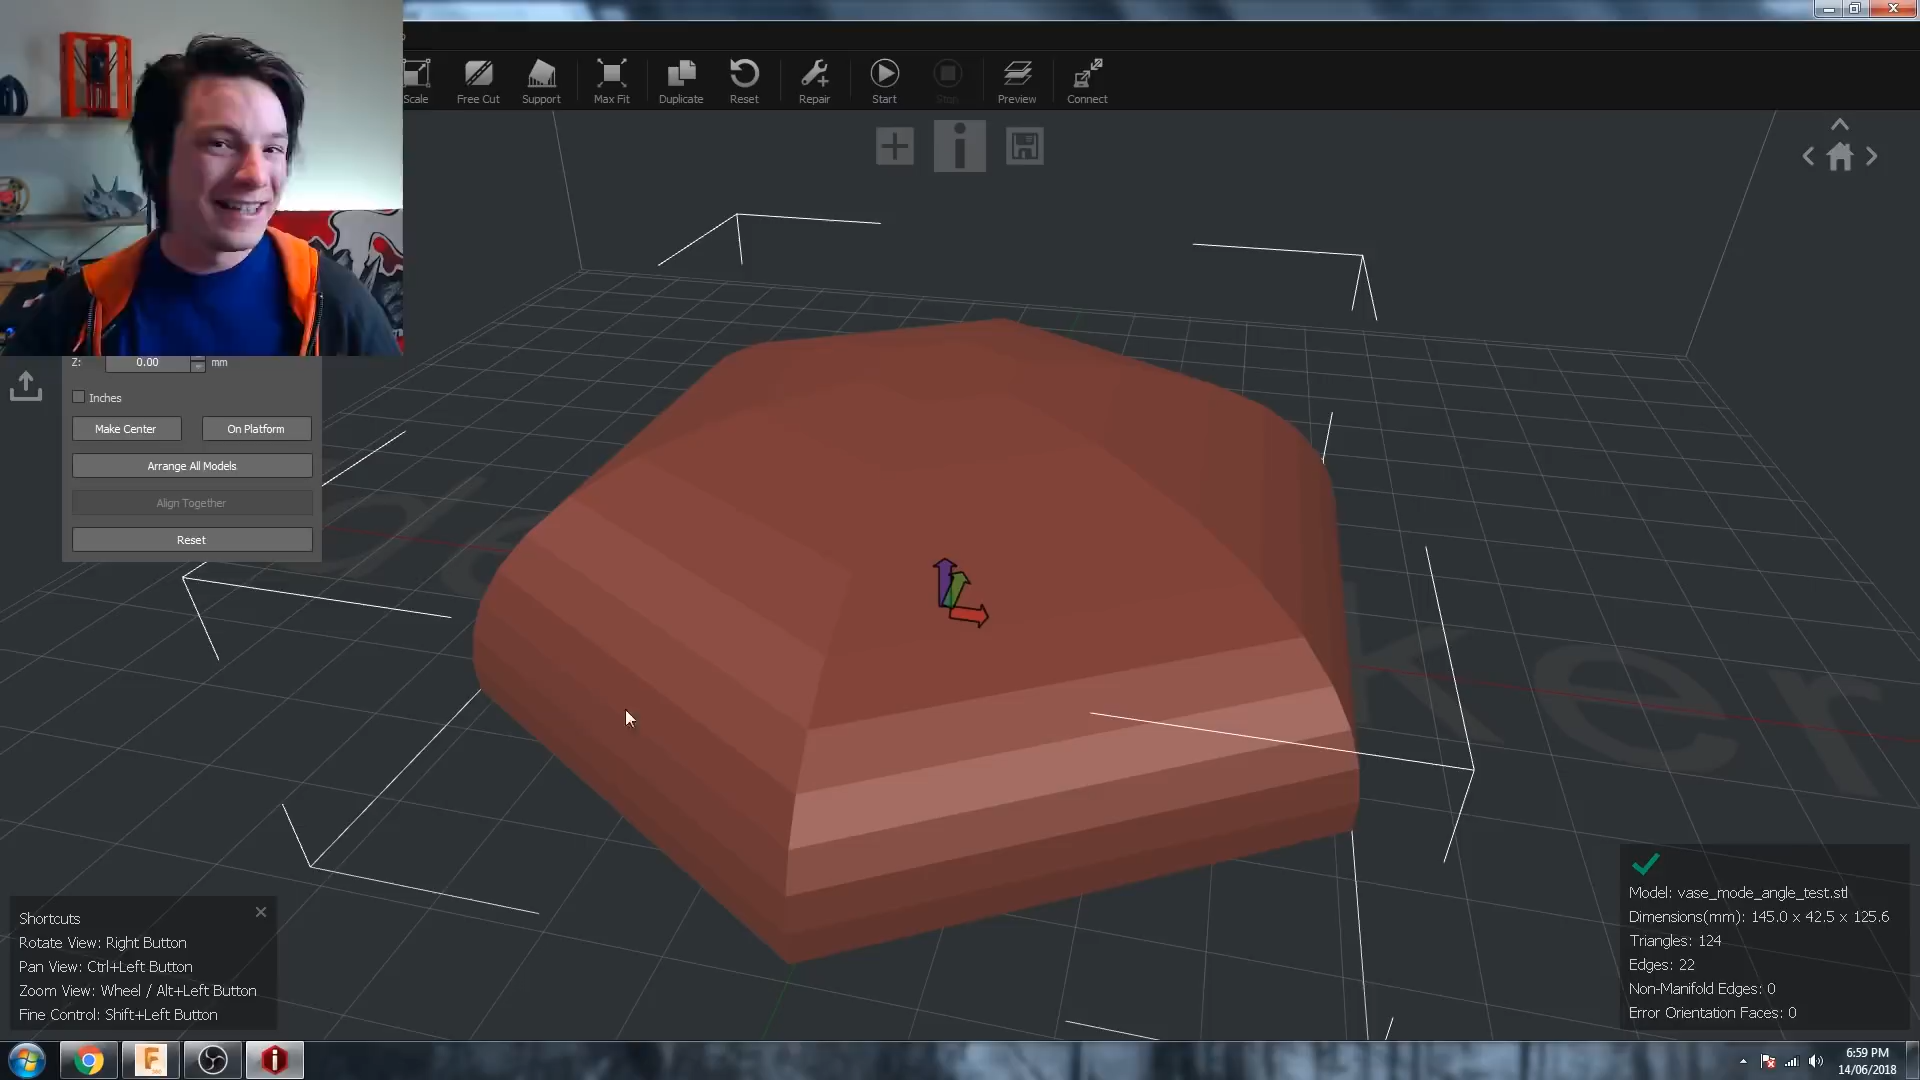 Scale
Free Cut
Support
Max Fit
Duplicate
Reset
Repair
Start
Stop
Preview
Connect
Z: 0.00 mm
Inches
Make Center
On Platform
Arrange All Models
Align Together
Reset
Shortcuts
Rotate View: Right Button
Pan View: Ctrl+Left Button
Zoom View: Wheel / Alt+Left Button
Fine Control: Shift+Left Button
Model: vase_mode_angle_test.stl
Dimensions(mm): 145.0 x 42.5 x 125.6
Triangles: 124
Edges: 22
Non-Manifold Edges: 0
Error Orientation Faces: 0
6:59 PM
14/06/2018